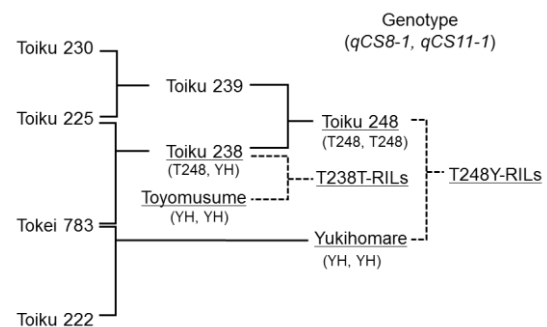 Genotype
(qCS8-1, qCS11-1)
Toiku 230
Toiku 239
Toiku 225
Toiku 248
(T248, T248)
Toiku 238
(T248, YH)
T238T-RILs
T248Y-RILs
Toyomusume
(YH, YH)
Tokei 783
Yukihomare
(YH, YH)
Toiku 222